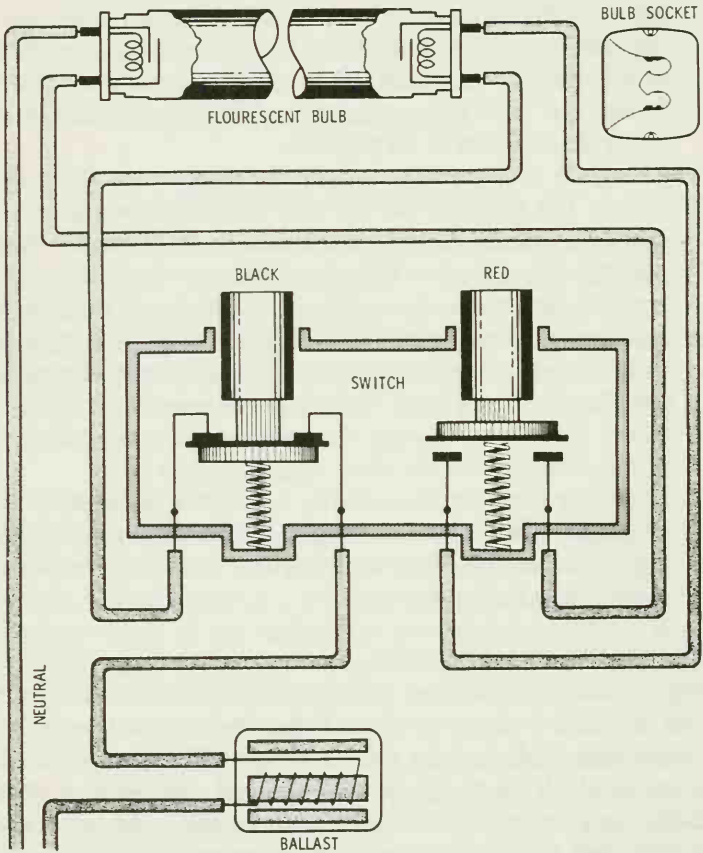 BULB SOCKET
FLOURESCENT BULB
BLACK
RED
SWITCH
NEUTRAL
BALLAST